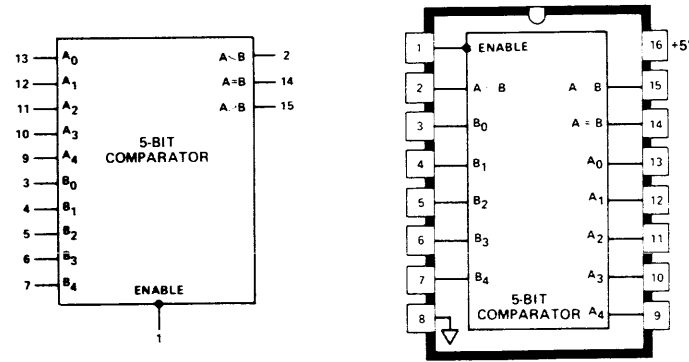 13 A0
12 A1
11 A2
10 A3
9 A4
3 B0
4 B1
5 B2
6 B3
7 B4
A<B 2
A=B 14
A>B 15
5-BIT
COMPARATOR
ENABLE
1
1 ENABLE
2 A B
3 B0
4 B1
5 B2
6 B3
7 B4
8
16 +5
A B 15
A = B 14
A0 13
A1 12
A2 11
A3 10
A4 9
5-BIT
COMPARATOR